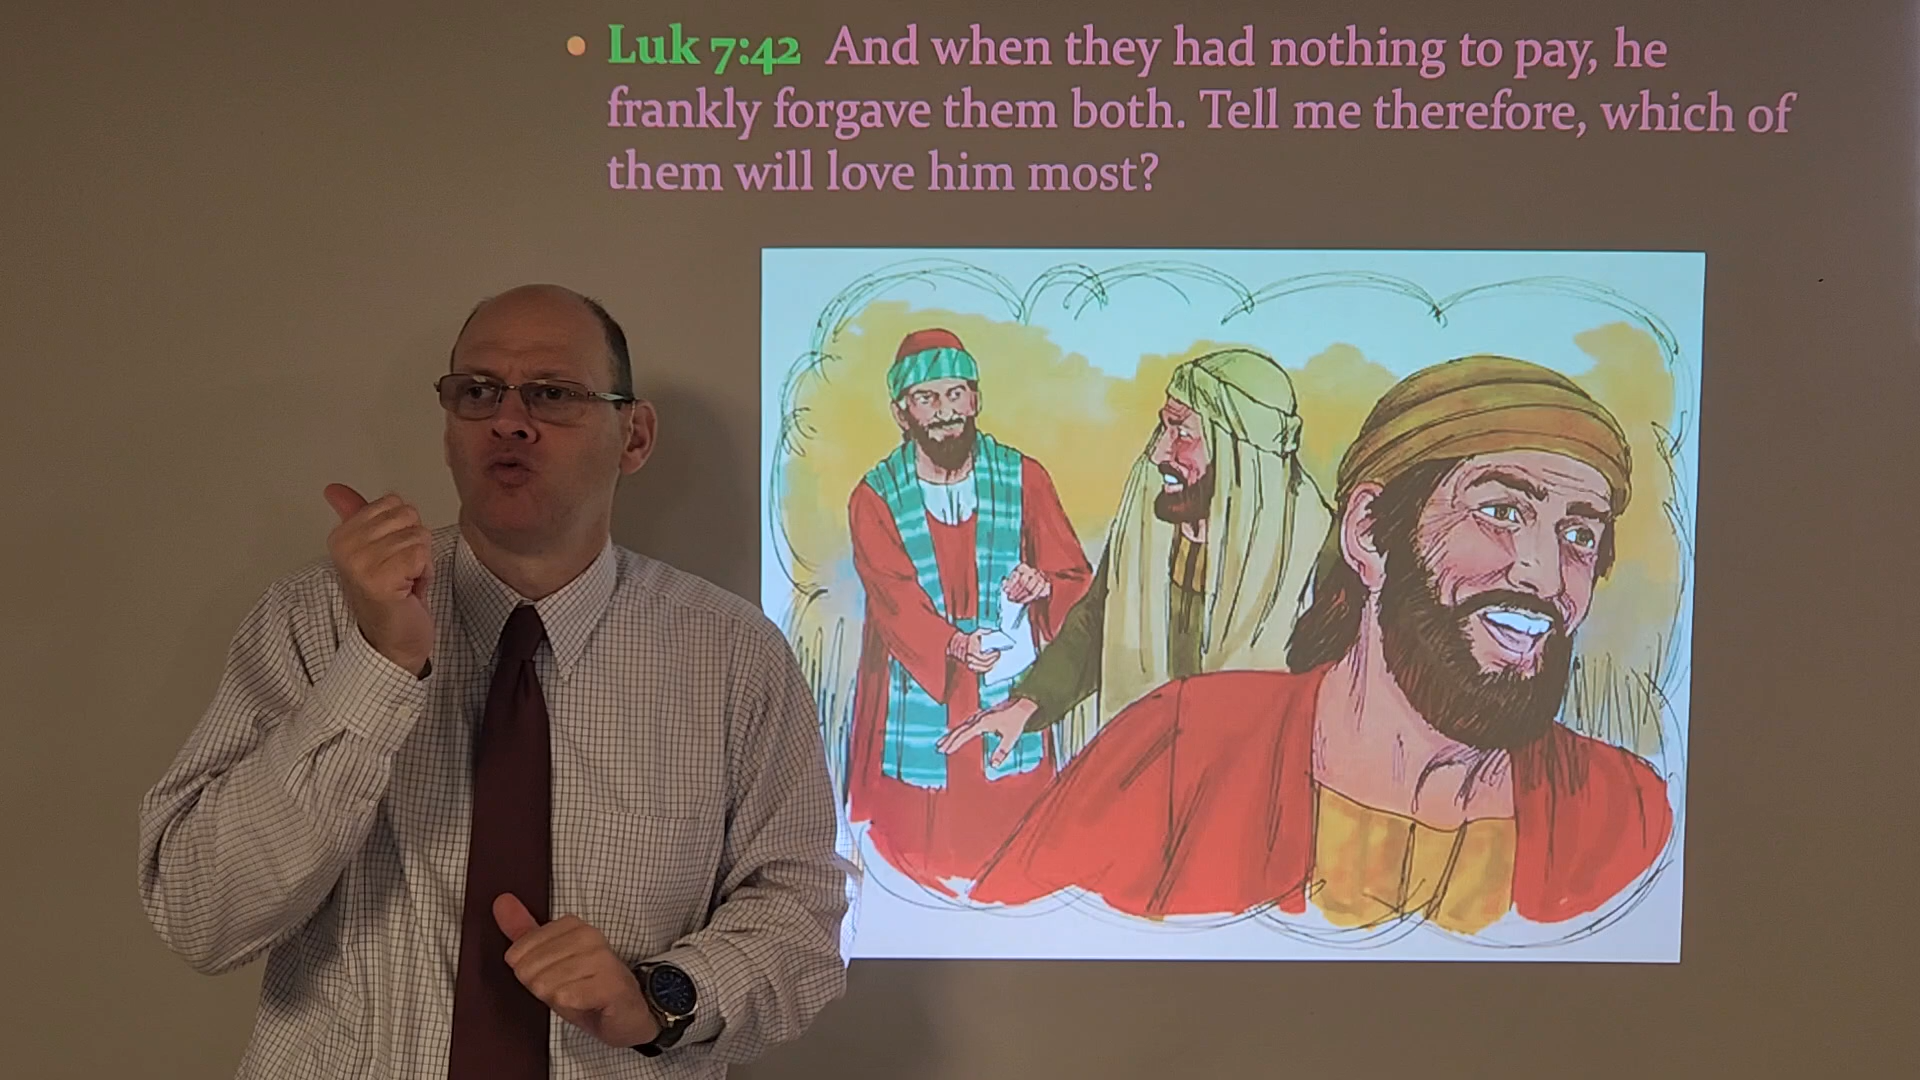 • Luk 7:42 And when they had nothing to pay, he
frankly forgave them both. Tell me therefore, which of
them will love him most?